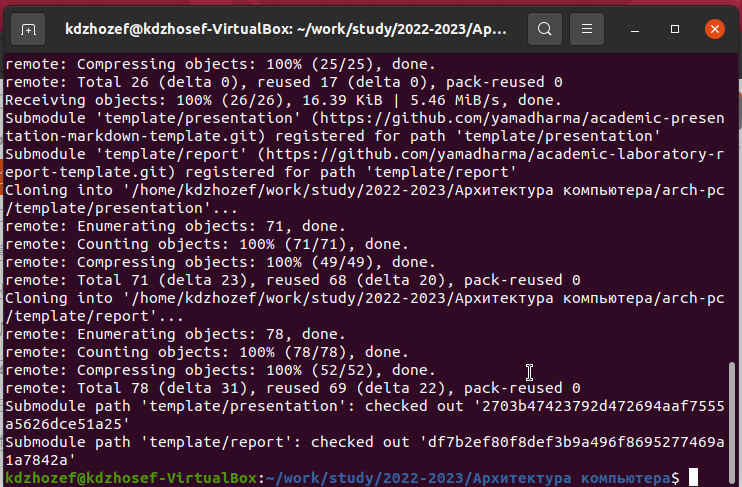 kdzhozef@kdzhosef-VirtualBox: ~/work/study/2022-2023/Ap...
remote: Compressing objects: 100% (25/25), done.
remote: Total 26 (delta 0), reused 17 (delta 0), pack-reused 0
Receiving objects: 100% (26/26), 16.39 KiB | 5.46 MiB/s, done.
Submodule 'template/presentation' (https://github.com/yamadharma/academic-presen
tation-markdown-template.git) registered for path 'template/presentation'
Submodule 'template/report' (https://github.com/yamadharma/academic-laboratory-r
eport-template.git) registered for path 'template/report'
Cloning into '/home/kdzhozef/work/study/2022-2023/Архитектура компьютера/arch-pc
/template/presentation'...
remote: Enumerating objects: 71, done.
remote: Counting objects: 100% (71/71), done.
remote: Compressing objects: 100% (49/49), done.
remote: Total 71 (delta 23), reused 68 (delta 20), pack-reused 0
Cloning into '/home/kdzhozef/work/study/2022-2023/Архитектура компьютера/arch-pc
/template/report'...
remote: Enumerating objects: 78, done.
remote: Counting objects: 100% (78/78), done.
remote: Compressing objects: 100% (52/52), done.
remote: Total 78 (delta 31), reused 69 (delta 22), pack-reused 0
Submodule path 'template/presentation': checked out '2703b47423792d472694aaf7555
a5626dce51a25'
Submodule path 'template/report': checked out 'df7b2ef80f8def3b9a496f8695277469a
1a7842a'
kdzhozef@kdzhosef-VirtualBox:~/work/study/2022-2023/Архитектура компьютера$